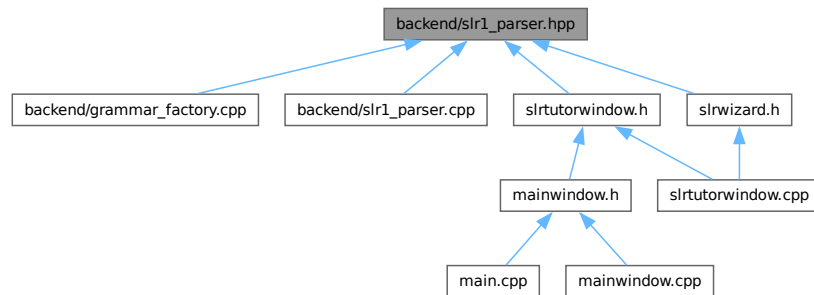 backend/slr1_parser.hpp
backend/grammar_factory.cpp
backend/slr1_parser.cpp
slrtutorwindow.h
slrwizard.h
mainwindow.h
slrtutorwindow.cpp
main.cpp
mainwindow.cpp